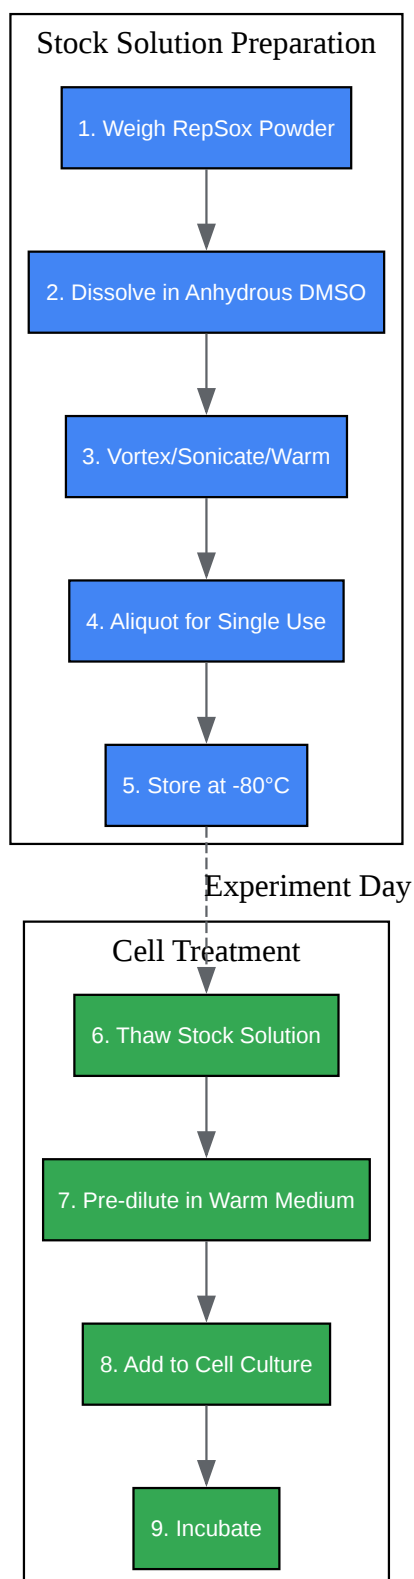 Stock Solution Preparation
1. Weigh RepSox Powder
2. Dissolve in Anhydrous DMSO
3. Vortex/Sonicate/Warm
4. Aliquot for Single Use
5. Store at -80°C
Experiment Day
Cell Treatment
6. Thaw Stock Solution
7. Pre-dilute in Warm Medium
8. Add to Cell Culture
9. Incubate